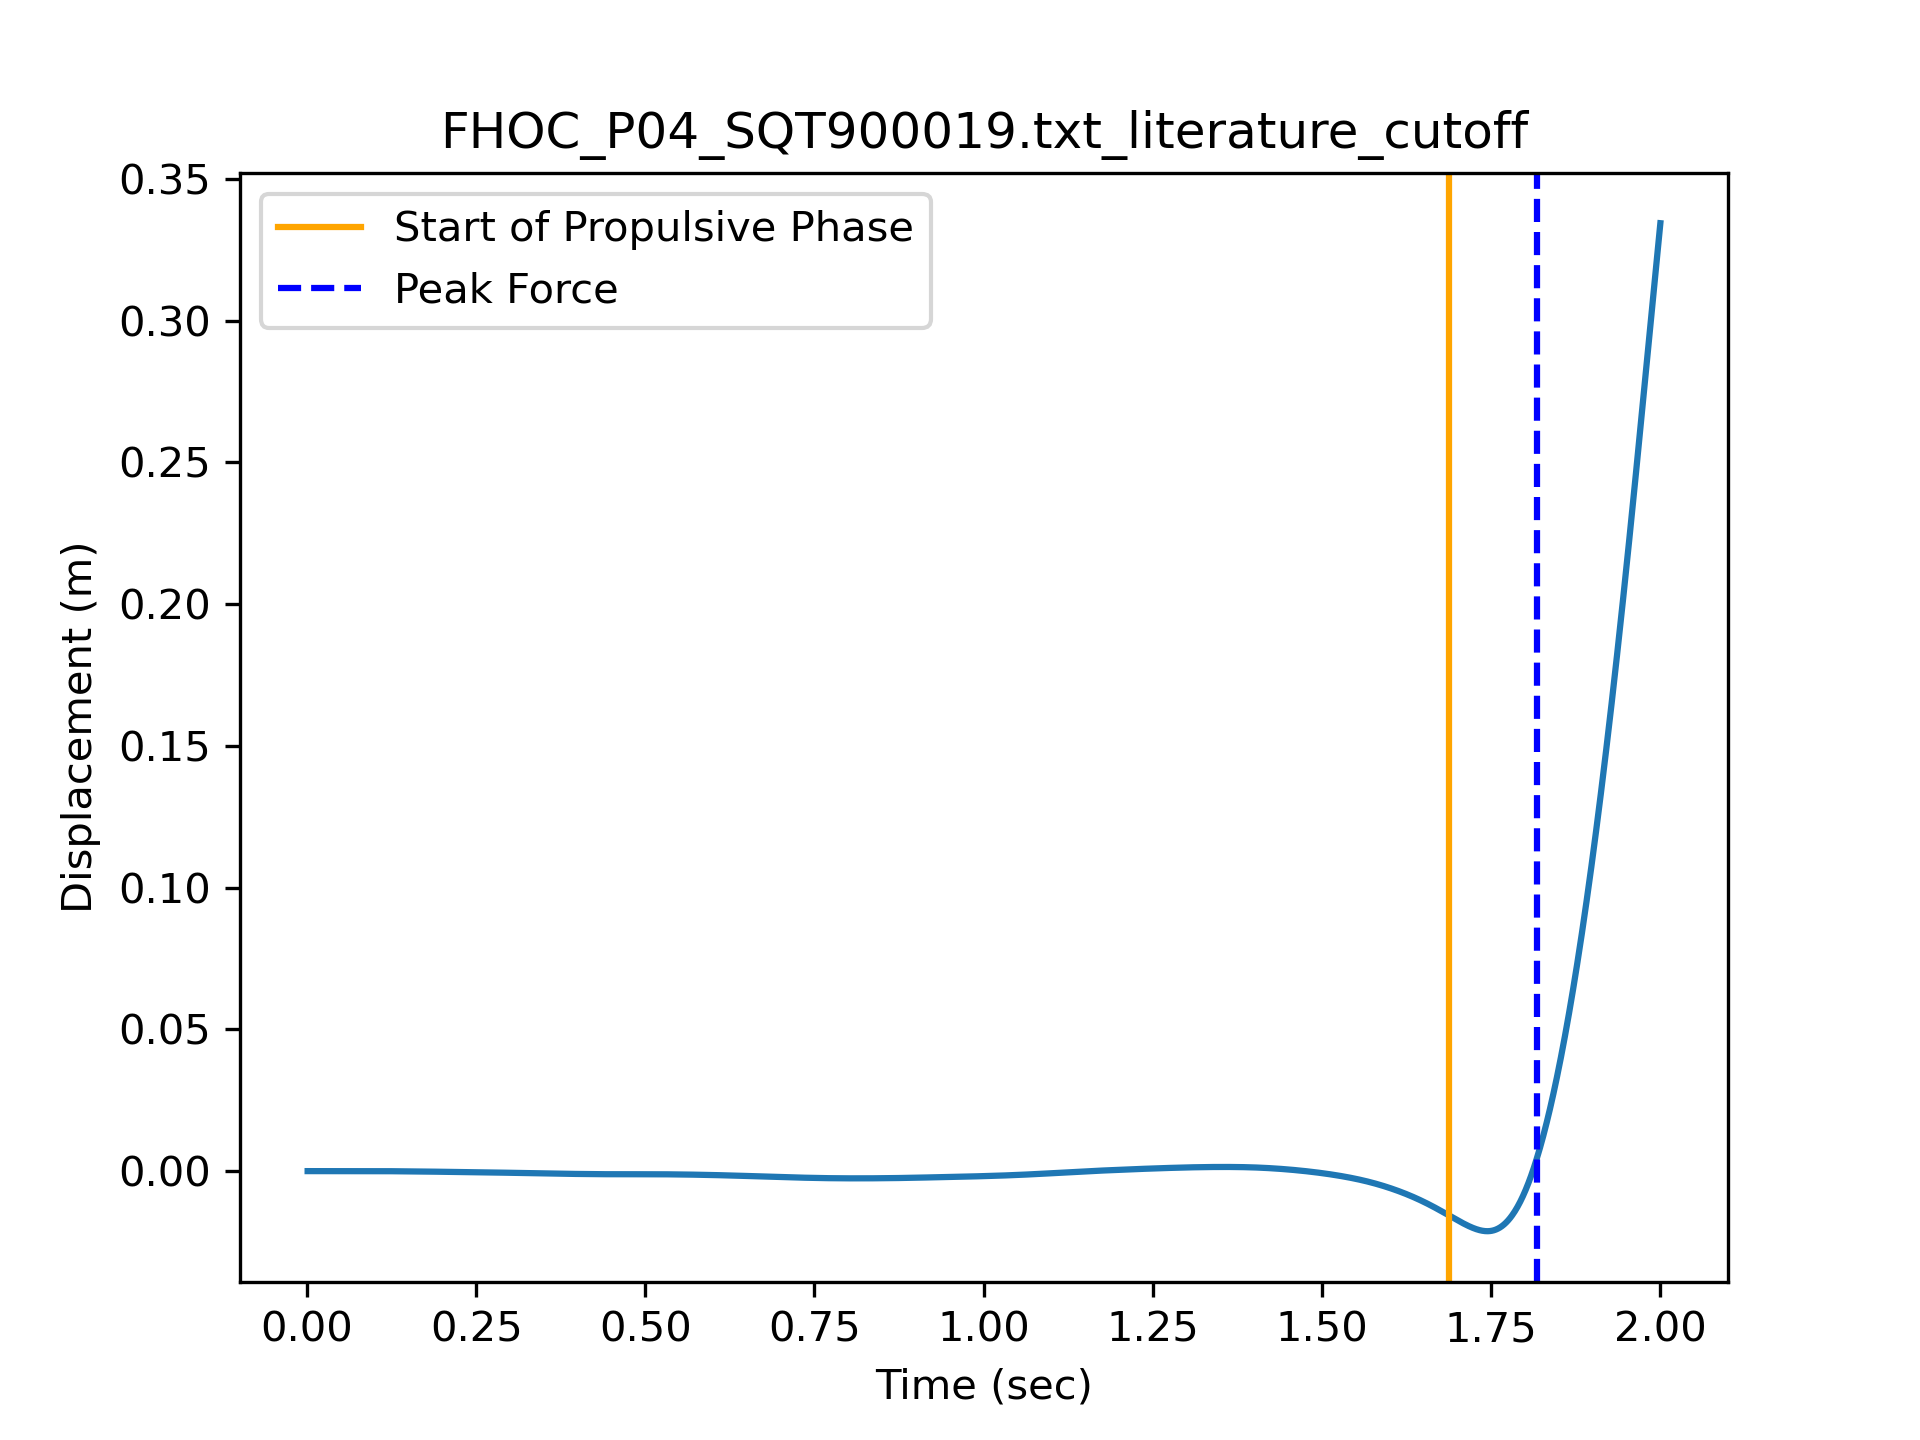 FHOC_P04_SQT900019.txt_literature_cutoff
Start of Propulsive Phase
Peak Force
Displacement (m)
0.35
0.30
0.25
0.20
0.15
0.10
0.05
0.00
0.00 0.25 0.50 0.75 1.00 1.25 1.50 1.75 2.00
Time (sec)